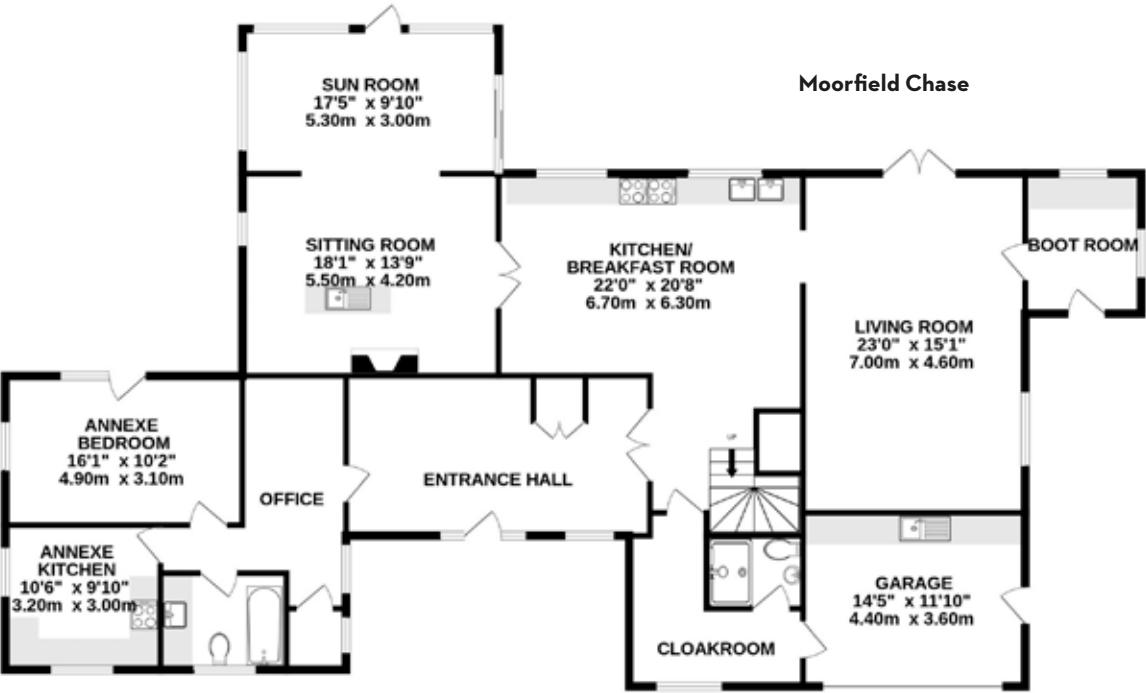 Moorfield Chase
SUN ROOM
17'5" x 9'10"
5.30m x 3.00m
SITTING ROOM
18'1" x 13'9"
5.50m x 4.20m
KITCHEN/
BREAKFAST ROOM
22'0" x 20'8"
6.70m x 6.30m
BOOT ROOM
LIVING ROOM
23'0" x 15'1"
7.00m x 4.60m
ANNEXE
BEDROOM
16'1" x 10'2"
4.90m x 3.10m
OFFICE
ENTRANCE HALL
ANNEXE
KITCHEN
10'6" x 9'10"
3.20m x 3.00m
GARAGE
14'5" x 11'10"
4.40m x 3.60m
CLOAKROOM